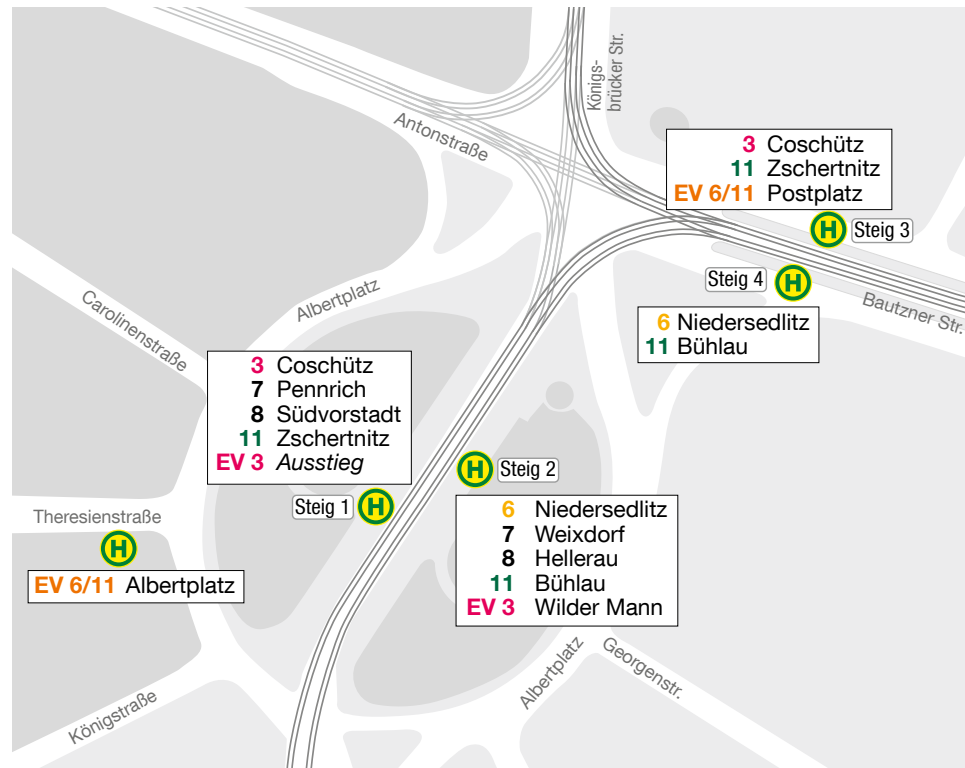 Königs-
brücker Str.
Antonstraße
3 Coschütz
11 Zschertnitz
EV 6/11 Postplatz
H Steig 3
Steig 4 H
Bautzner Str.
6 Niedersedlitz
11 Bühlau
Albertplatz
Carolinenstraße
3 Coschütz
7 Pennrich
8 Südvorstadt
11 Zschertnitz
EV 3 Ausstieg
Steig 1 H
H Steig 2
6 Niedersedlitz
7 Weixdorf
8 Hellerau
11 Bühlau
EV 3 Wilder Mann
Theresienstraße
H
EV 6/11 Albertplatz
Königstraße
Albertplatz
Georgenstr.